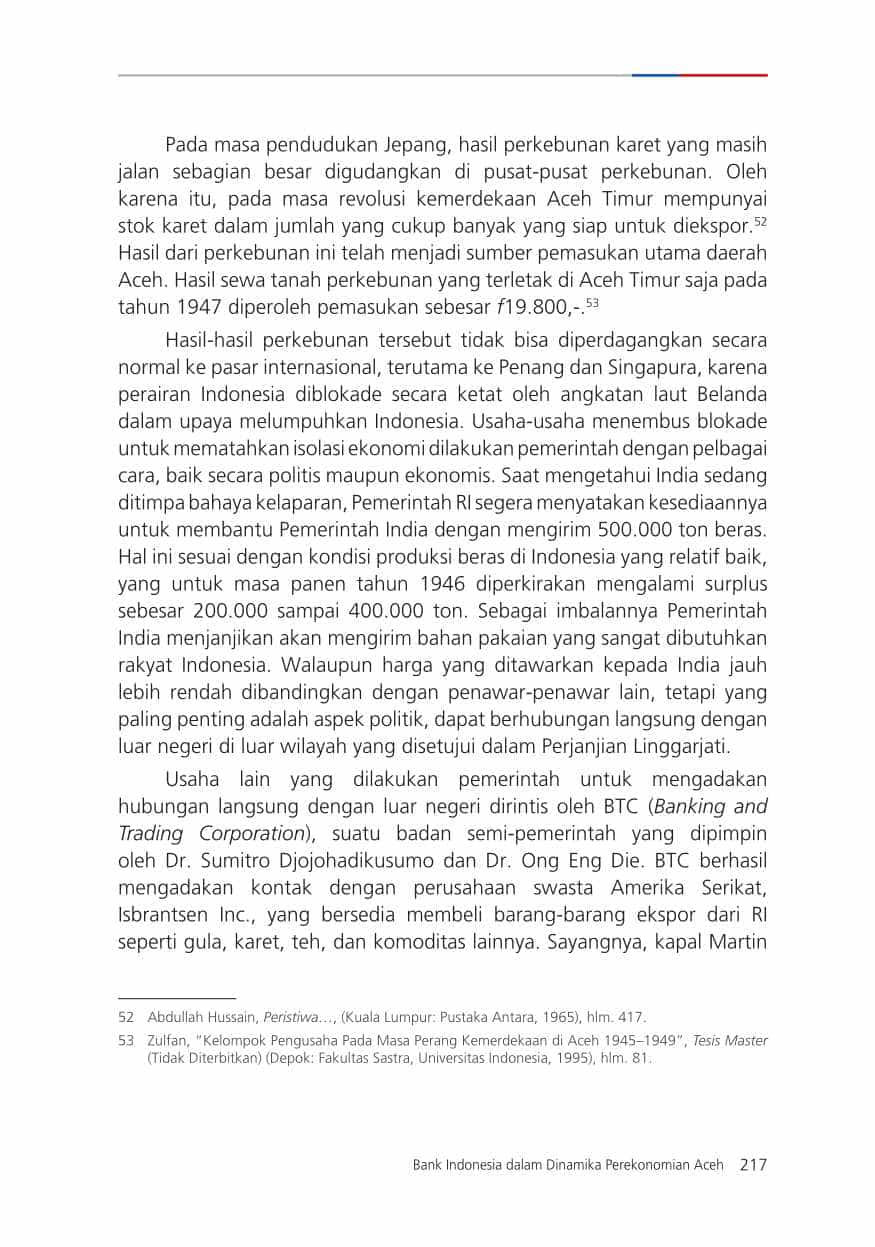 Pada masa pendudukan Jepang, hasil perkebunan karet yang masih
jalan sebagian besar digudangkan di pusat-pusat perkebunan. Oleh
karena itu, pada masa revolusi kemerdekaan Aceh Timur mempunyai
stok karet dalam jumlah yang cukup banyak yang siap untuk diekspor.52
Hasil dari perkebunan ini telah menjadi sumber pemasukan utama daerah
Aceh. Hasil sewa tanah perkebunan yang terletak di Aceh Timur saja pada
tahun 1947 diperoleh pemasukan sebesar f19.800,-.53
Hasil-hasil perkebunan tersebut tidak bisa diperdagangkan secara
normal ke pasar internasional, terutama ke Penang dan Singapura, karena
perairan Indonesia diblokade secara ketat oleh angkatan laut Belanda
dalam upaya melumpuhkan Indonesia. Usaha-usaha menembus blokade
untuk mematahkan isolasi ekonomi dilakukan pemerintah dengan pelbagai
cara, baik secara politis maupun ekonomis. Saat mengetahui India sedang
ditimpa bahaya kelaparan, Pemerintah RI segera menyatakan kesediaannya
untuk membantu Pemerintah India dengan mengirim 500.000 ton beras.
Hal ini sesuai dengan kondisi produksi beras di Indonesia yang relatif baik,
yang untuk masa panen tahun 1946 diperkirakan mengalami surplus
sebesar 200.000 sampai 400.000 ton. Sebagai imbalannya Pemerintah
India menjanjikan akan mengirim bahan pakaian yang sangat dibutuhkan
rakyat Indonesia. Walaupun harga yang ditawarkan kepada India jauh
lebih rendah dibandingkan dengan penawar-penawar lain, tetapi yang
paling penting adalah aspek politik, dapat berhubungan langsung dengan
luar negeri di luar wilayah yang disetujui dalam Perjanjian Linggarjati.
Usaha lain yang dilakukan pemerintah untuk mengadakan
hubungan langsung dengan luar negeri dirintis oleh BTC (Banking and
Trading Corporation), suatu badan semi-pemerintah yang dipimpin
oleh Dr. Sumitro Djojohadikusumo dan Dr. Ong Eng Die. BTC berhasil
mengadakan kontak dengan perusahaan swasta Amerika Serikat,
Isbrantsen Inc., yang bersedia membeli barang-barang ekspor dari RI
seperti gula, karet, teh, dan komoditas lainnya. Sayangnya, kapal Martin
52 Abdullah Hussain, Peristiwa…, (Kuala Lumpur: Pustaka Antara, 1965), hlm. 417.
53 Zulfan, “Kelompok Pengusaha Pada Masa Perang Kemerdekaan di Aceh 1945–1949”, Tesis Master
(Tidak Diterbitkan) (Depok: Fakultas Sastra, Universitas Indonesia, 1995), hlm. 81.
Bank Indonesia dalam Dinamika Perekonomian Aceh 217